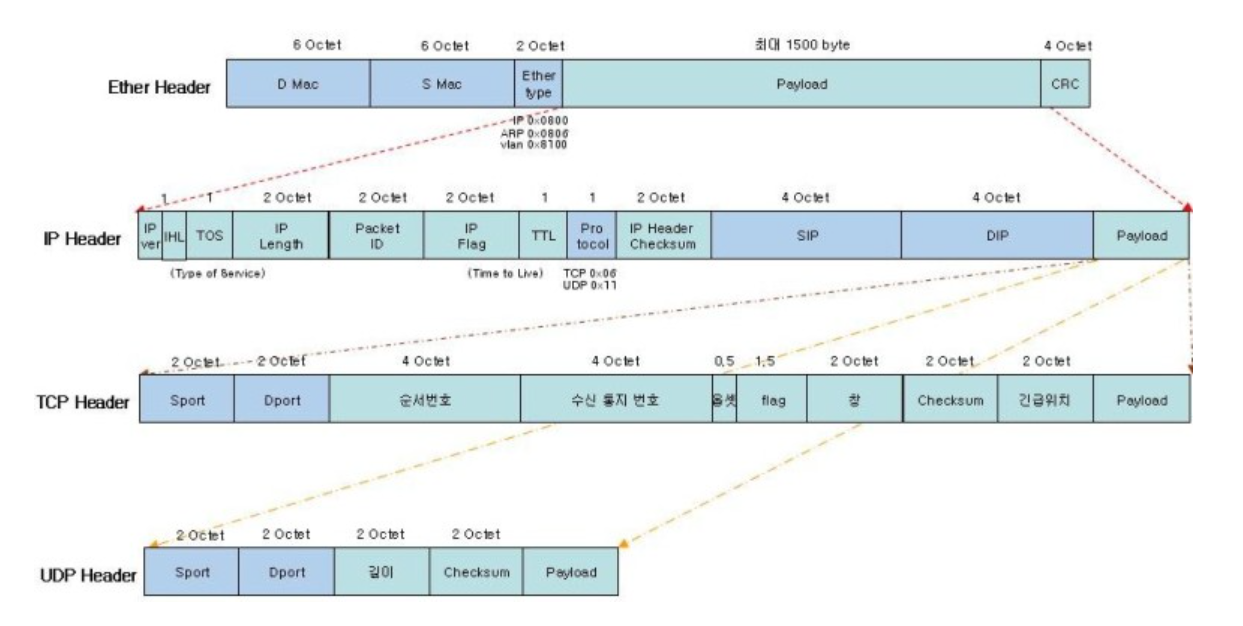 6 Octet 6 Octet 2 Octet 최대 1500 byte 4 Octet
Ether Header D Mac S Mac Ether type Payload CRC
IP 0x0800
ARP 0x0806
vlan 0x8100
1 1 2 Octet 2 Octet 2 Octet 1 1 2 Octet 4 Octet 4 Octet
IP Header IP ver IHL TOS IP Length Packet ID IP Flag TTL Pro tocol IP Header Checksum SIP DIP Payload
(Type of Service) (Time to Live) TCP 0x06
UDP 0x11
2 Octet 2 Octet 4 Octet 4 Octet 0,5 1,5 2 Octet 2 Octet 2 Octet
TCP Header Sport Dport 순서번호 수신 통지 번호 옵셋 flag 창 Checksum 긴급위치 Payload
2 Octet 2 Octet 2 Octet 2 Octet
UDP Header Sport Dport 길이 Checksum Payload